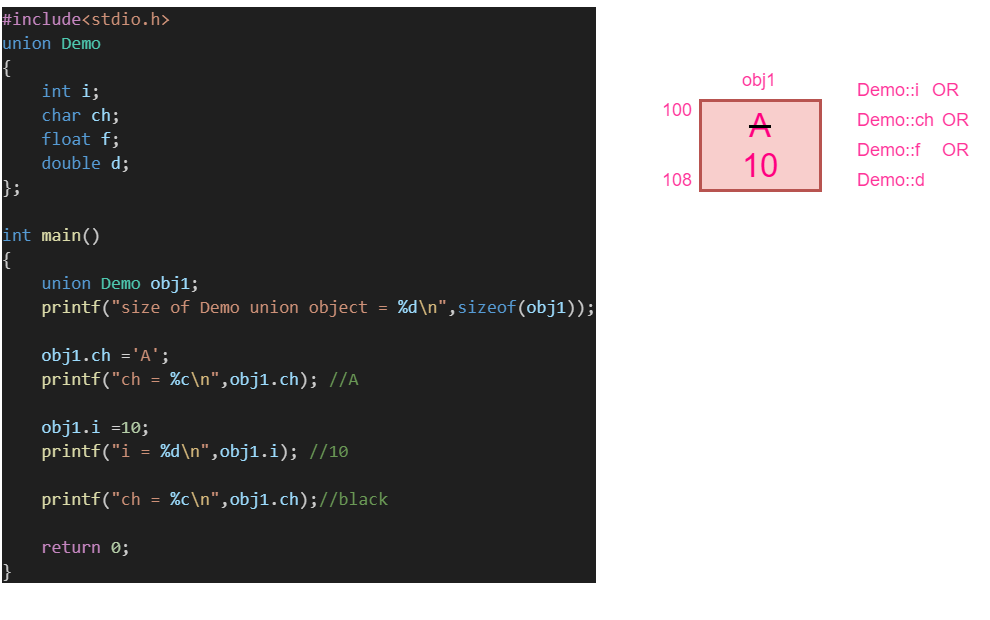 #include<stdio.h>
union Demo
{
    int i;
    char ch;
    float f;
    double d;
};
int main()
{
    union Demo obj1;
    printf("size of Demo union object = %d\n",sizeof(obj1));
    obj1.ch ='A';
    printf("ch = %c\n",obj1.ch); //A
    obj1.i =10;
    printf("i = %d\n",obj1.i); //10
    printf("ch = %c\n",obj1.ch);//black
    return 0;
}
obj1
100
A
10
108
Demo::i OR
Demo::ch OR
Demo::f OR
Demo::d